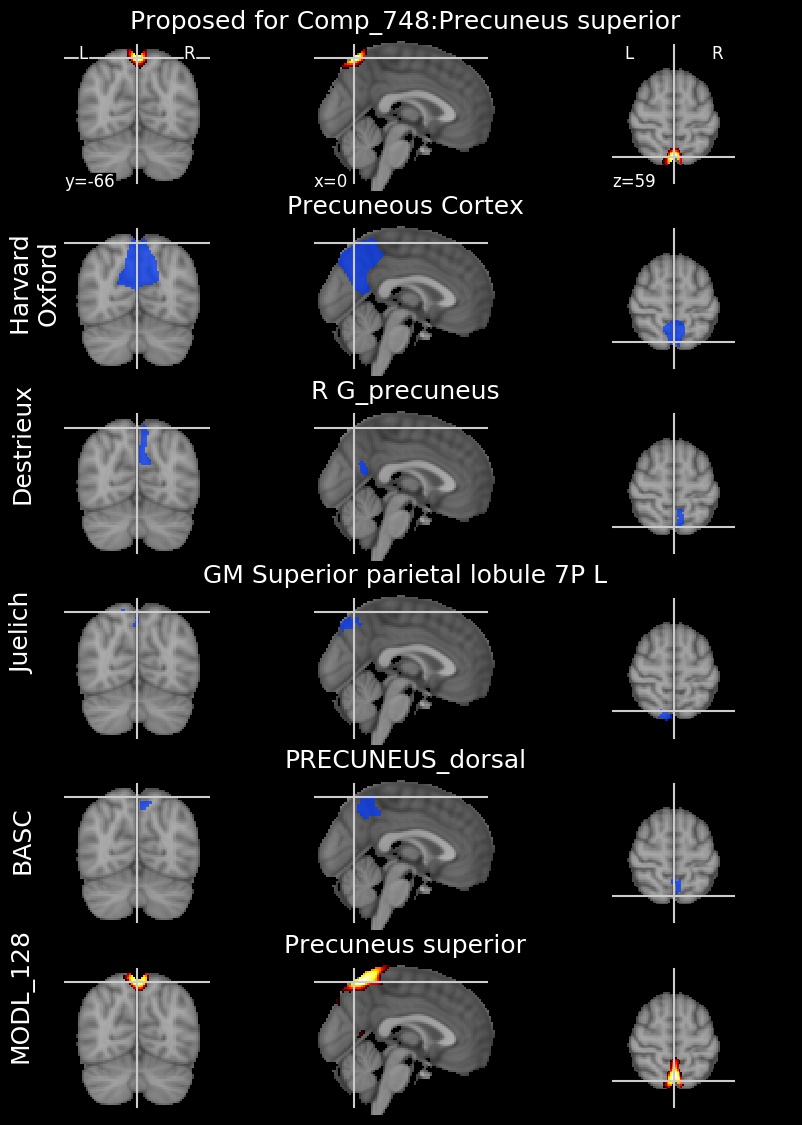 Proposed for Comp_748:Precuneus superior
L R L R
y=-66 x=0 z=59
Precuneous Cortex
Harvard
Oxford
R G_precuneus
Destrieux
GM Superior parietal lobule 7P L
Juelich
PRECUNEUS_dorsal
BASC
Precuneus superior
MODL_128